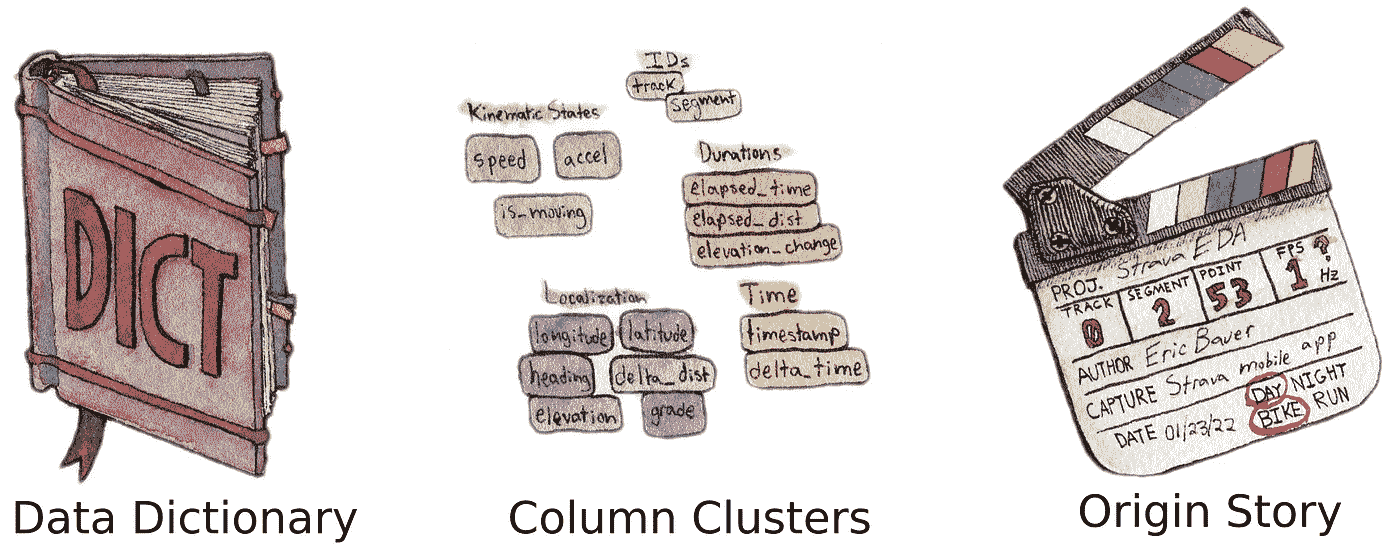 DICT
Data Dictionary
IDs
track
segment
Kinematic States
speed accel
is_moving
Durations
elapsed_time
elapsed_dist
elevation_change
Localization
longitude latitude
heading delta_dist
elevation grade
Time
timestamp
delta_time
Column Clusters
PROJ. Strava EDA
TRACK SEGMENT POINT FPS ?
0 2 53 1 Hz
AUTHOR Eric Bauer
CAPTURE Strava mobile app
DATE 01/23/22 DAY NIGHT
BIKE RUN
Origin Story